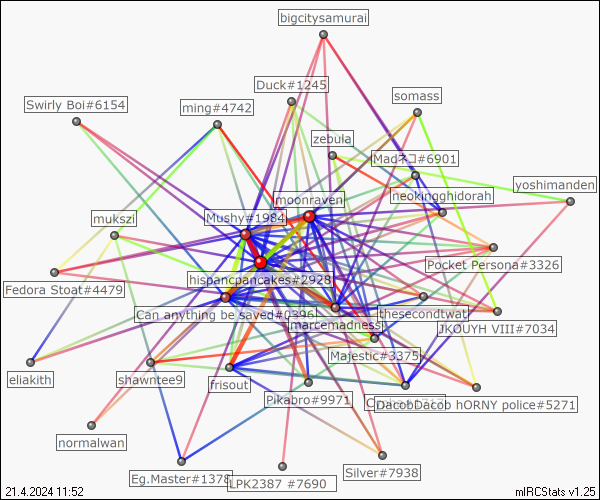 bigcitysamurai
Duck#1245
somass
Swirly Boi#6154
ming#4742
zebula
Madネコ#6901
yoshimanden
neokingghidorah
moonraven
mukszi
Mushy#1984
Pocket Persona#3326
hispancpancakes#2928
Fedora Stoat#4479
thesecondtwat
Can anything be saved#0396
marcemadness
JKOUYH VIII#7034
Majestic#3375
eliakith
shawntee9
frisout
Pikabro#9971
DacobDacob hORNY police#5271
normalwan
Silver#7938
Eg.Master#1378
LPK2387 #7690
21.4.2024 11:52
mIRCStats v1.25